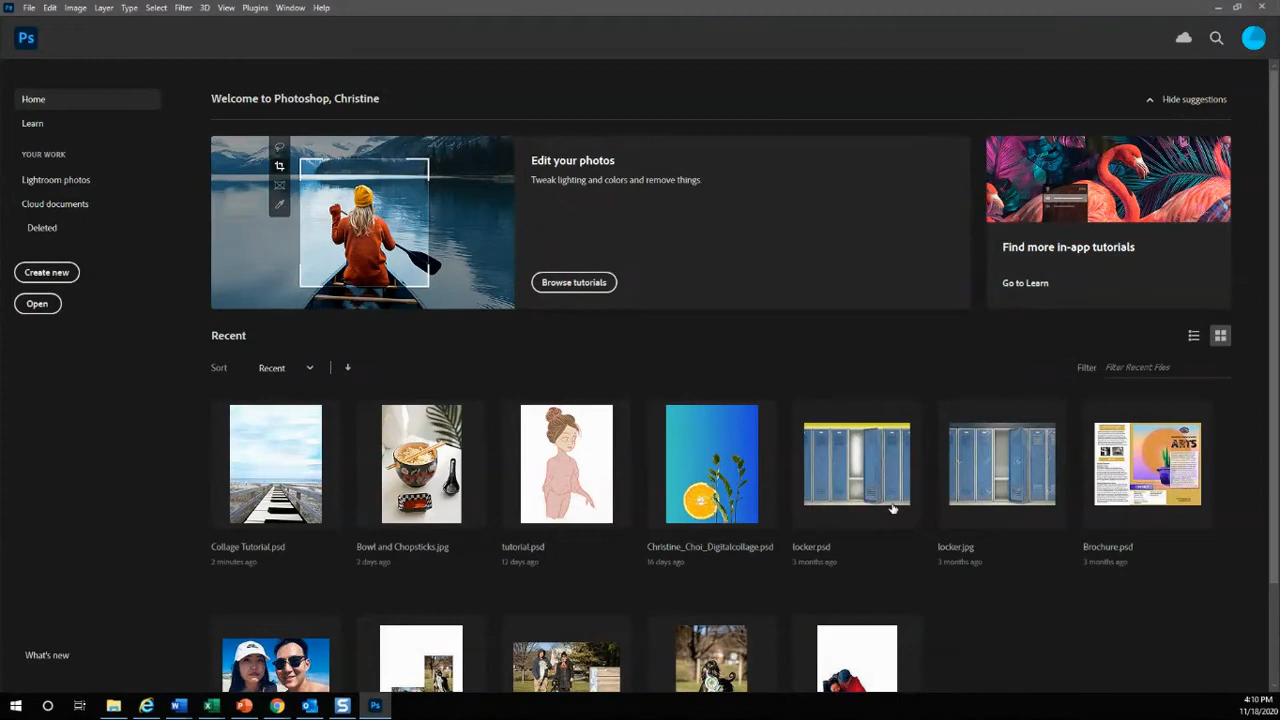 Ps File Edit Image Layer Type Select Filter 3D View Plugins Window Help
Ps
Home
Learn
YOUR WORK
Lightroom photos
Cloud documents
Deleted
Create new
Open
What's new
Welcome to Photoshop, Christine
Hide suggestions
Edit your photos
Tweak lighting and colors and remove things.
Browse tutorials
Find more in-app tutorials
Go to Learn
Recent
Sort Recent
Filter Filter Recent Files
ARTS
Collage Tutorial.psd
2 minutes ago
Bowl and Chopsticks.jpg
2 days ago
tutorial.psd
12 days ago
Christine_Choi_Digitalcollage.psd
16 days ago
locker.psd
3 months ago
locker.jpg
3 months ago
Brochure.psd
3 months ago
4:10 PM
11/18/2020